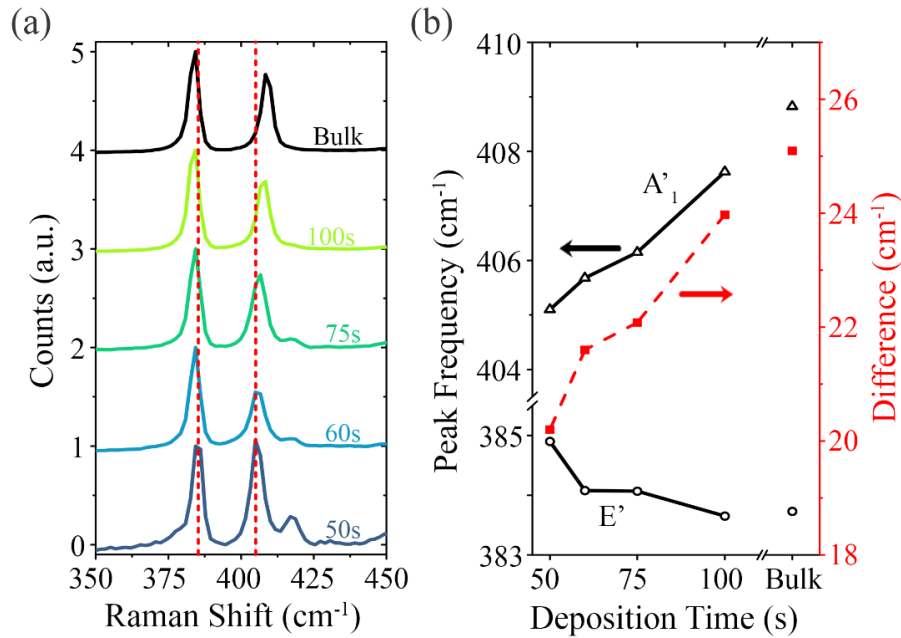 (a)
Counts (a.u.)
5
4
3
2
1
0
Bulk
100s
75s
60s
50s
350
375
400
425
450
Raman Shift (cm⁻¹)
(b)
Peak Frequency (cm⁻¹)
410
408
406
404
385
383
A’₁
E’
50
75
100
Bulk
Deposition Time (s)
26
24
22
20
18
Difference (cm⁻¹)